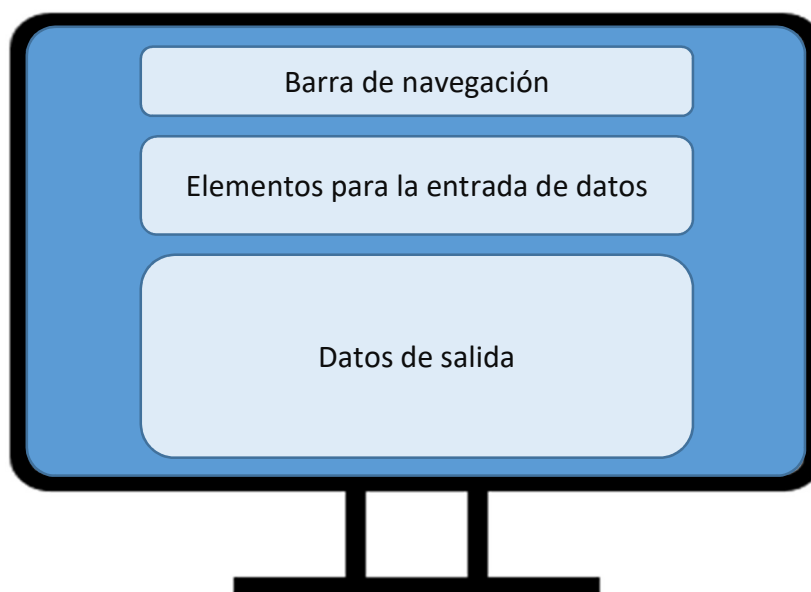 Barra de navegación
Elementos para la entrada de datos
Datos de salida